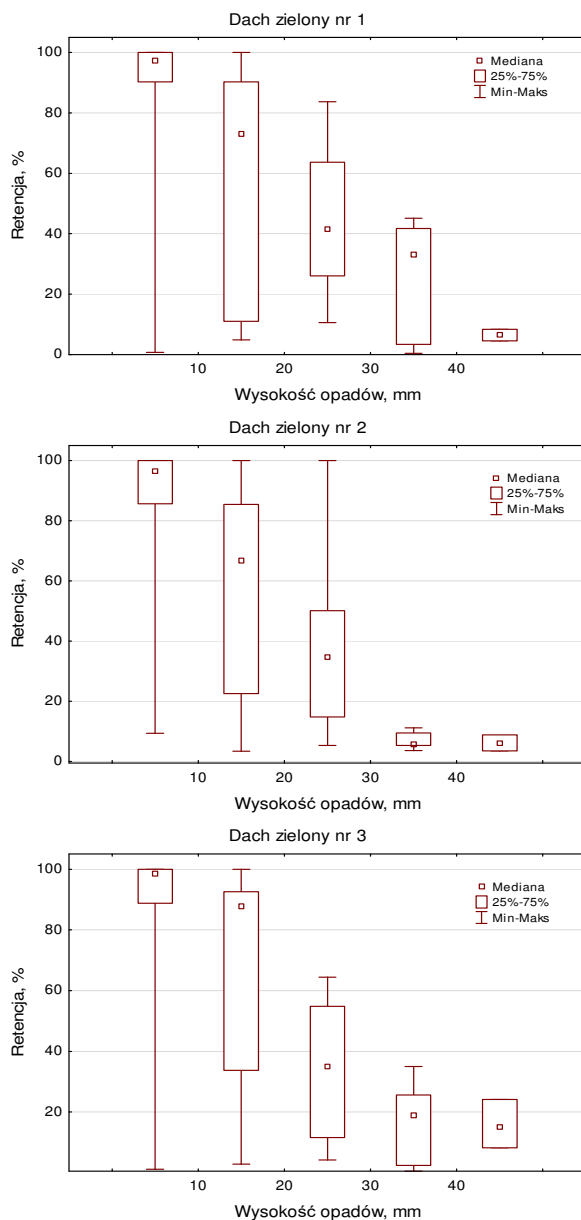 Dach zielony nr 1
100
80
60
40
20
0
Retencja, %
Mediana
25%-75%
Min-Maks
10 20 30 40
Wysokość opadów, mm
Dach zielony nr 2
100
80
60
40
20
0
Retencja, %
Mediana
25%-75%
Min-Maks
10 20 30 40
Wysokość opadów, mm
Dach zielony nr 3
100
80
60
40
20
Retencja, %
Mediana
25%-75%
Min-Maks
10 20 30 40
Wysokość opadów, mm